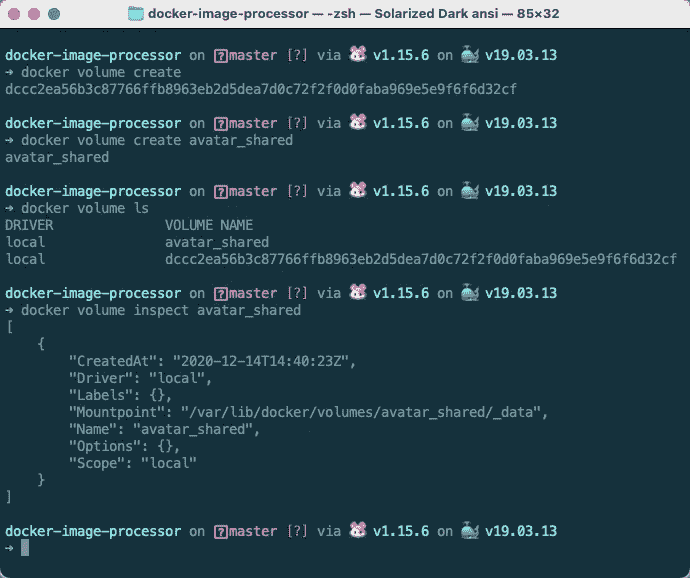 docker-image-processor — -zsh — Solarized Dark ansi — 85×32
docker-image-processor on ?master [?] via 🐭 v1.15.6 on 🐳 v19.03.13
➜ docker volume create
dccc2ea56b3c87766ffb8963eb2d5dea7d0c72f2f0d0faba969e5e9f6f6d32cf
docker-image-processor on ?master [?] via 🐭 v1.15.6 on 🐳 v19.03.13
➜ docker volume create avatar_shared
avatar_shared
docker-image-processor on ?master [?] via 🐭 v1.15.6 on 🐳 v19.03.13
➜ docker volume ls
DRIVER VOLUME NAME
local avatar_shared
local dccc2ea56b3c87766ffb8963eb2d5dea7d0c72f2f0d0faba969e5e9f6f6d32cf
docker-image-processor on ?master [?] via 🐭 v1.15.6 on 🐳 v19.03.13
➜ docker volume inspect avatar_shared
[
{
"CreatedAt": "2020-12-14T14:40:23Z",
"Driver": "local",
"Labels": {},
"Mountpoint": "/var/lib/docker/volumes/avatar_shared/_data",
"Name": "avatar_shared",
"Options": {},
"Scope": "local"
}
]
docker-image-processor on ?master [?] via 🐭 v1.15.6 on 🐳 v19.03.13
➜